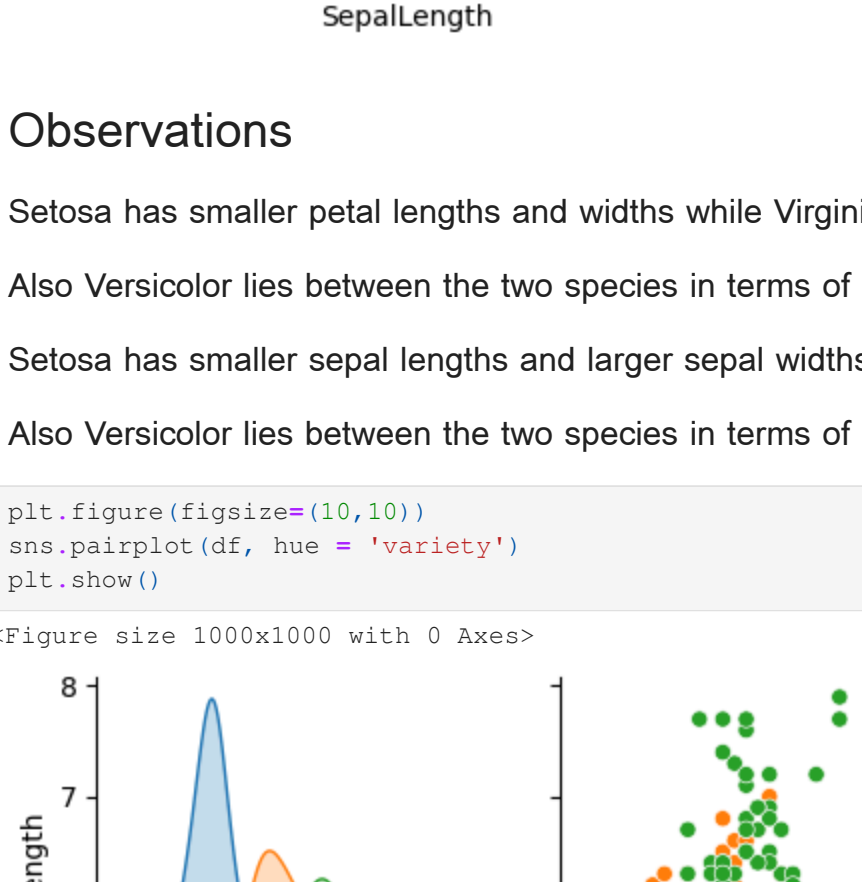 SepalLength
Observations
Setosa has smaller petal lengths and widths while
Also Versicolor lies between the two species in terms of
Setosa has smaller sepal lengths and larger sepal widths
Also Versicolor lies between the two species in terms of
plt.figure(figsize=(10,10))
sns.pairplot(df, hue = 'variety')
plt.show()
<Figure size 1000x1000 with 0 Axes>
8
7